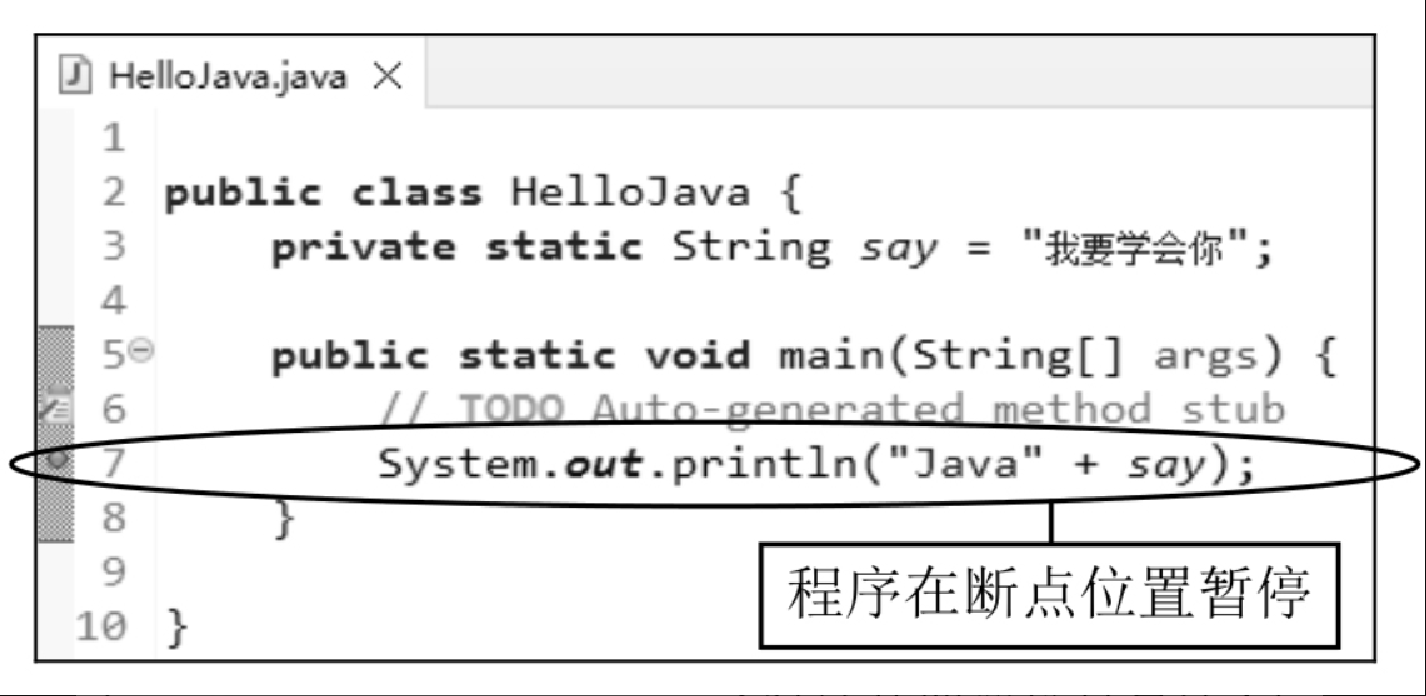 HelloJava.java
1
2 public class HelloJava {
3 private static String say = "我要学会你";
4
5 public static void main(String[] args) {
6 // TODO Auto-generated method stub
7 System.out.println("Java" + say);
8 }
9
10 }
程序在断点位置暂停